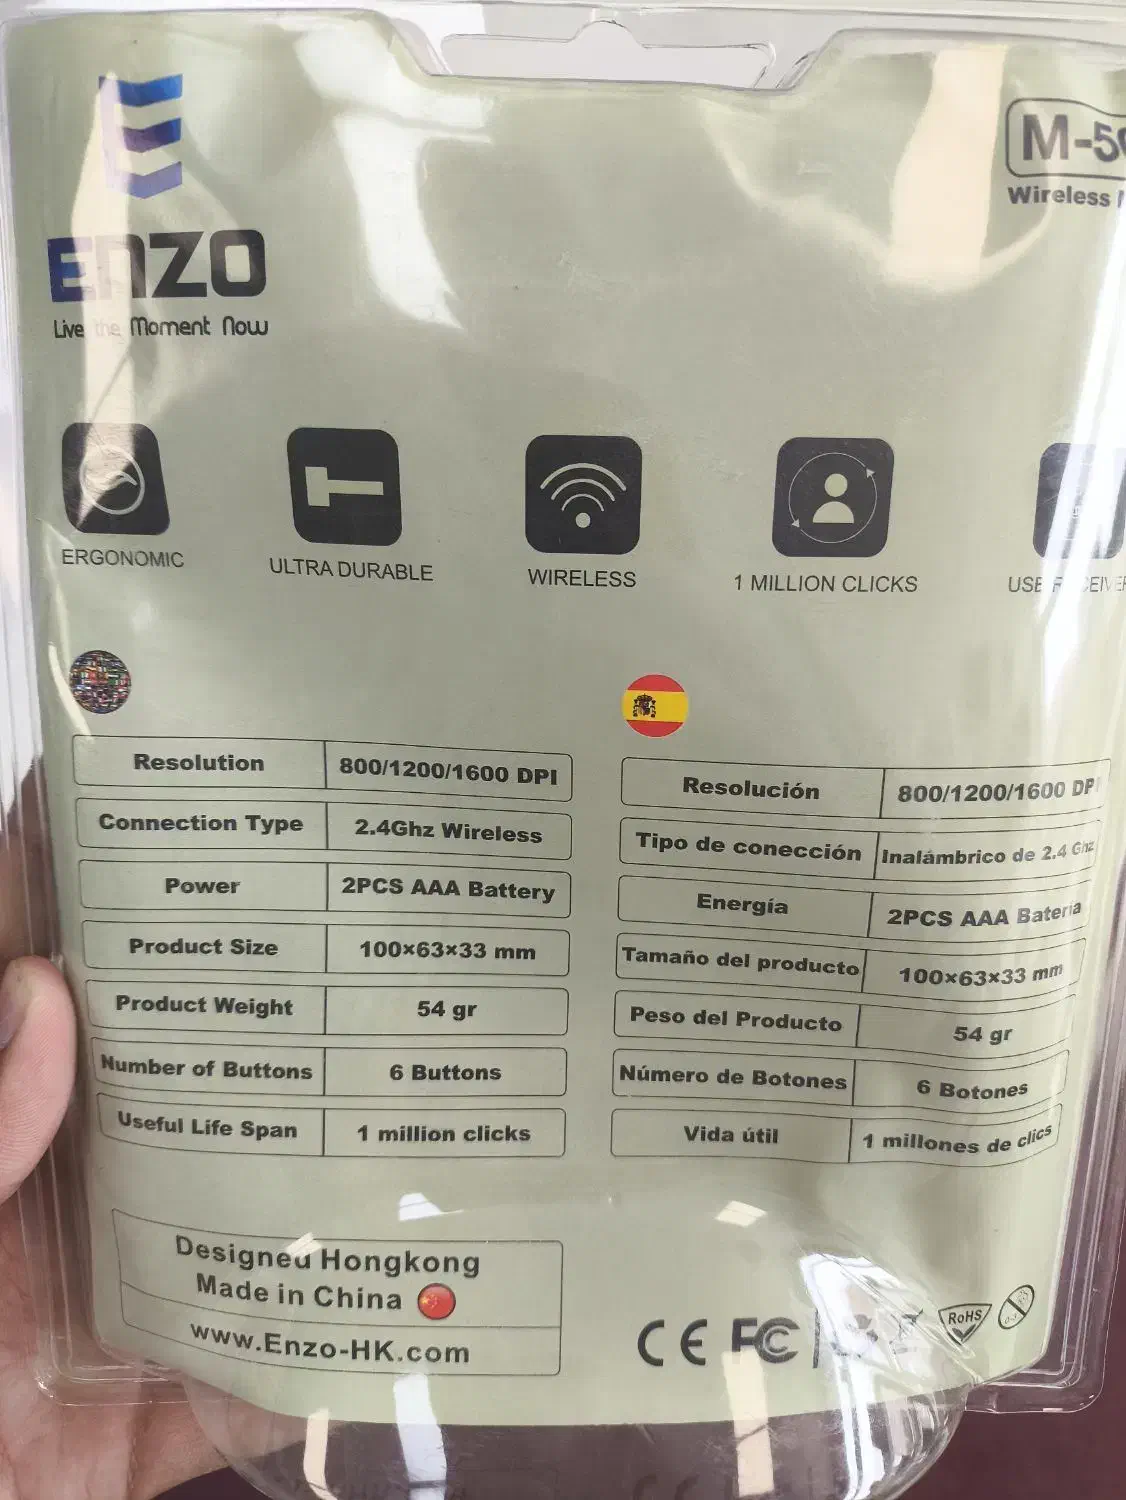 ENZO
Live the Moment Now
M-5
Wireless
ERGONOMIC
ULTRA DURABLE
WIRELESS
1 MILLION CLICKS
USB RECEIVER
Resolution 800/1200/1600 DPI
Connection Type 2.4Ghz Wireless
Power 2PCS AAA Battery
Product Size 100×63×33 mm
Product Weight 54 gr
Number of Buttons 6 Buttons
Useful Life Span 1 million clicks
Resolución 800/1200/1600 DPI
Tipo de conección Inalámbrico de 2.4 Ghz
Energía 2PCS AAA Batería
Tamaño del producto 100×63×33 mm
Peso del Producto 54 gr
Número de Botones 6 Botones
Vida útil 1 millones de clics
Designed Hongkong
Made in China
www.Enzo-HK.com
CE FC RoHS 0-3